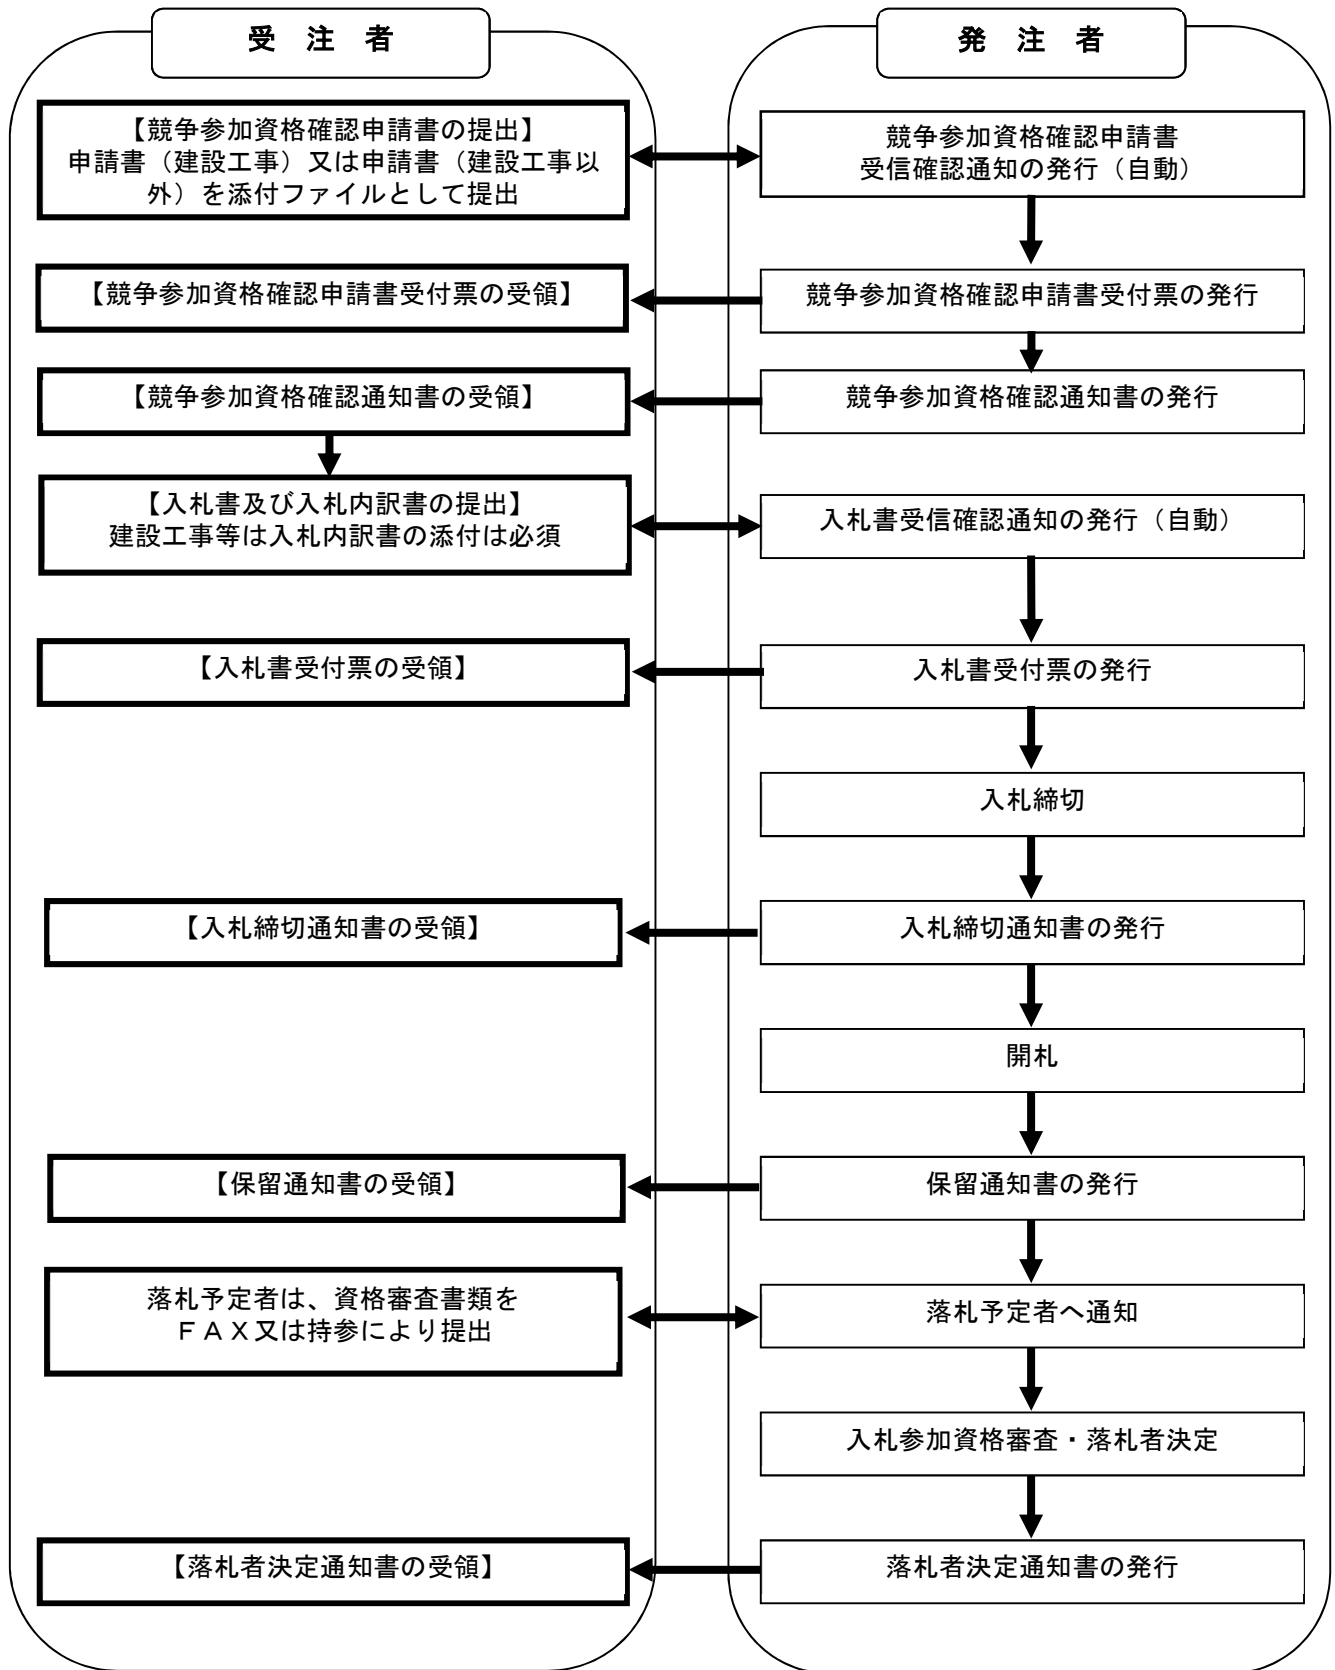 受　注　者
発　注　者
【競争参加資格確認申請書の提出】
申請書（建設工事）又は申請書（建設工事以
外）を添付ファイルとして提出
競争参加資格確認申請書
受信確認通知の発行（自動）
【競争参加資格確認申請書受付票の受領】
競争参加資格確認申請書受付票の発行
【競争参加資格確認通知書の受領】
競争参加資格確認通知書の発行
【入札書及び入札内訳書の提出】
建設工事等は入札内訳書の添付は必須
入札書受信確認通知の発行（自動）
【入札書受付票の受領】
入札書受付票の発行
入札締切
【入札締切通知書の受領】
入札締切通知書の発行
開札
【保留通知書の受領】
保留通知書の発行
落札予定者は、資格審査書類を
ＦＡＸ又は持参により提出
落札予定者へ通知
入札参加資格審査・落札者決定
【落札者決定通知書の受領】
落札者決定通知書の発行